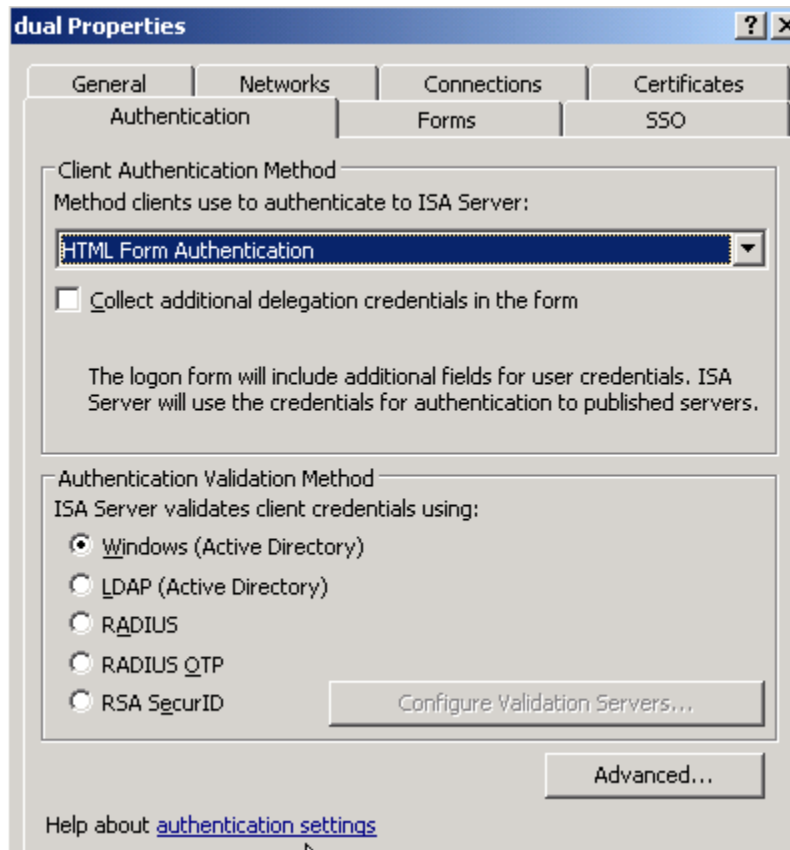 dual Properties
General Networks Connections Certificates
Authentication Forms SSO
Client Authentication Method
Method clients use to authenticate to ISA Server:
HTML Form Authentication
Collect additional delegation credentials in the form
The logon form will include additional fields for user credentials. ISA
Server will use the credentials for authentication to published servers.
Authentication Validation Method
ISA Server validates client credentials using:
Windows (Active Directory)
LDAP (Active Directory)
RADIUS
RADIUS OTP
RSA SecurID
Configure Validation Servers...
Advanced...
Help about authentication settings